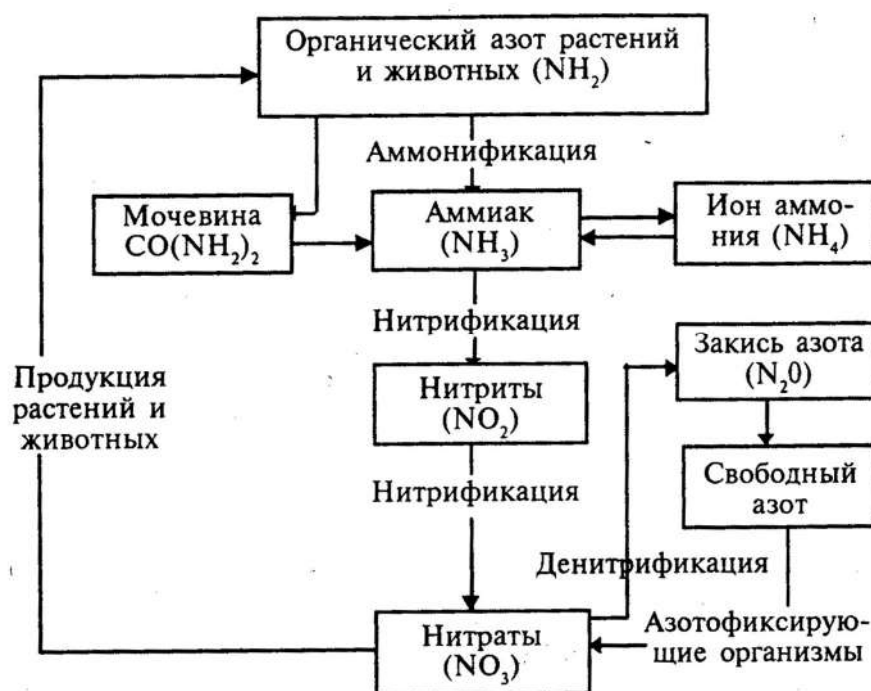 Органический азот растений
и животных (NH₂)
Аммонификация
Мочевина
CO(NH₂)₂
Аммиак
(NH₃)
Ион аммо-
ния (NH₄)
Нитрификация
Закись азота
(N₂0)
Продукция
растений и
животных
Нитриты
(NO₂)
Свободный
азот
Нитрификация
Денитрификация
Нитраты
(NO₃)
Азотофиксирую-
щие организмы